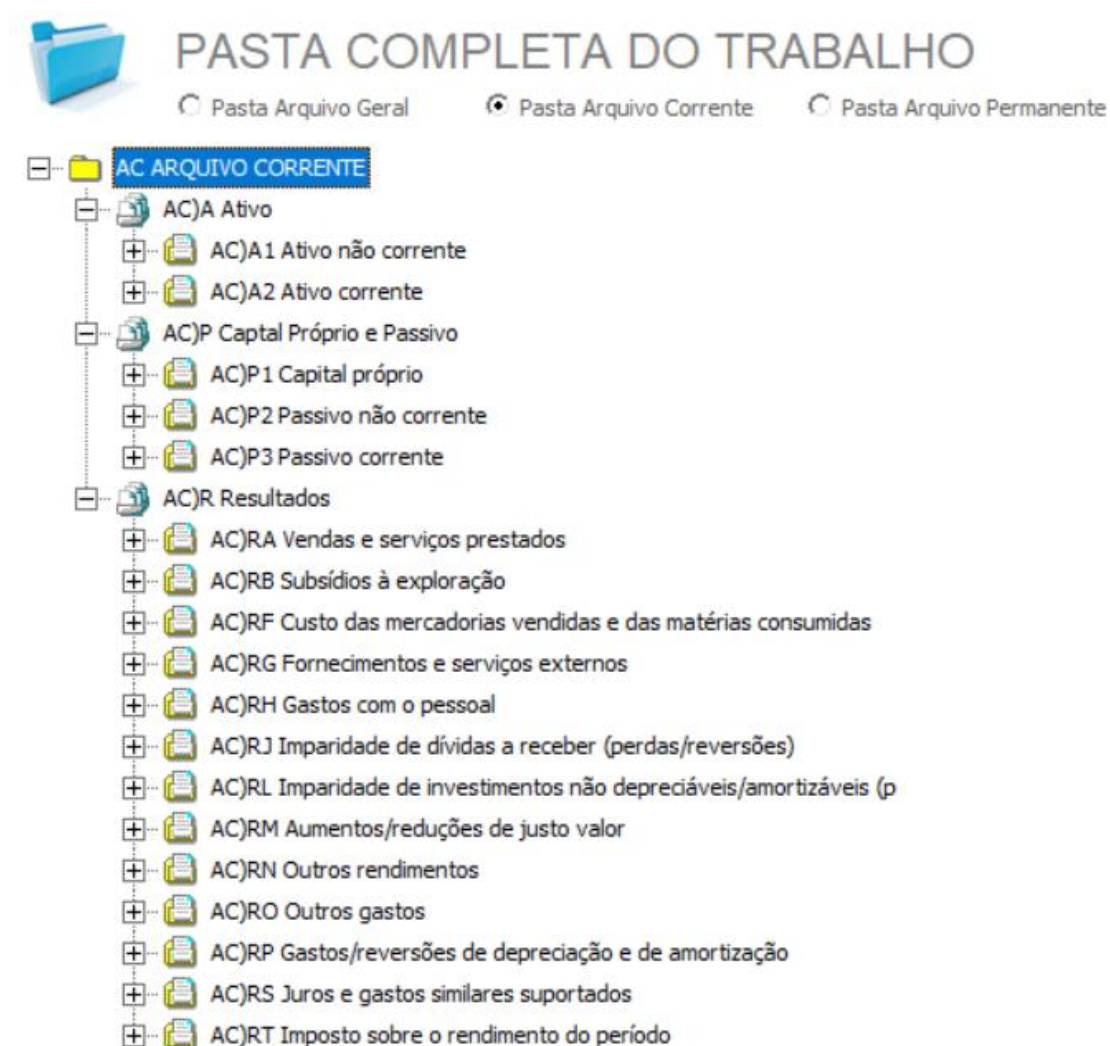 PASTA COMPLETA DO TRABALHO
Pasta Arquivo Geral Pasta Arquivo Corrente Pasta Arquivo Permanente
AC ARQUIVO CORRENTE
AC)A Ativo
AC)A1 Ativo não corrente
AC)A2 Ativo corrente
AC)P Captal Próprio e Passivo
AC)P1 Capital próprio
AC)P2 Passivo não corrente
AC)P3 Passivo corrente
AC)R Resultados
AC)RA Vendas e serviços prestados
AC)RB Subsídios à exploração
AC)RF Custo das mercadorias vendidas e das matérias consumidas
AC)RG Fornecimentos e serviços externos
AC)RH Gastos com o pessoal
AC)RJ Imparidade de dívidas a receber (perdas/reversões)
AC)RL Imparidade de investimentos não depreciáveis/amortizáveis (p
AC)RM Aumentos/reduções de justo valor
AC)RN Outros rendimentos
AC)RO Outros gastos
AC)RP Gastos/reversões de depreciação e de amortização
AC)RS Juros e gastos similares suportados
AC)RT Imposto sobre o rendimento do período